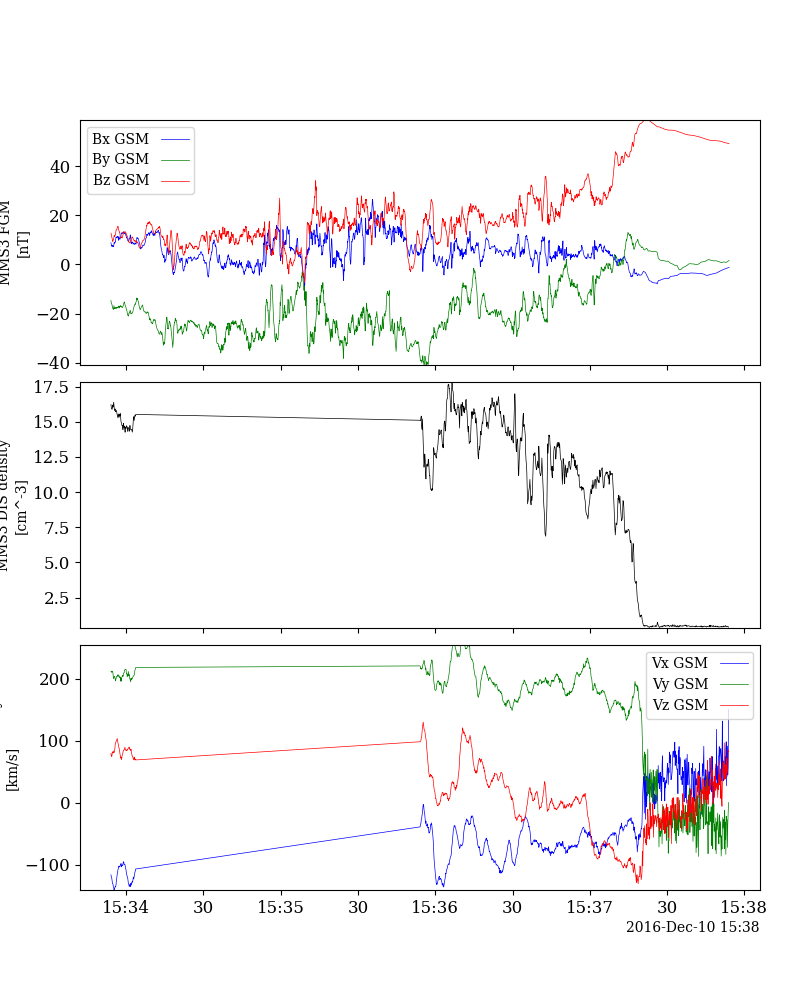 Bx GSM
By GSM
Bz GSM
MMS3 FGM
[nT]
40
20
0
−20
−40
MMS3 DIS density
[cm^-3]
17.5
15.0
12.5
10.0
7.5
5.0
2.5
Vx GSM
Vy GSM
Vz GSM
[km/s]
200
100
0
−100
15:34 30 15:35 30 15:36 30 15:37 30 15:38
2016-Dec-10 15:38